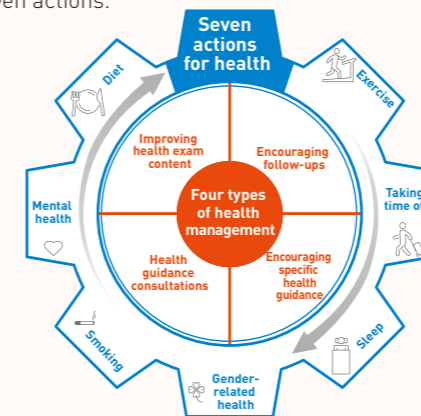 ven actions.
Seven
actions
for health
Diet
Exercise
Improving
health exam
content
Encouraging
follow-ups
Mental
health
Four types
of health
management
Taking
time of
Health
guidance
consultations
Encouraging
specific
health
guidance
Smoking
Sleep
Gender-
related
health